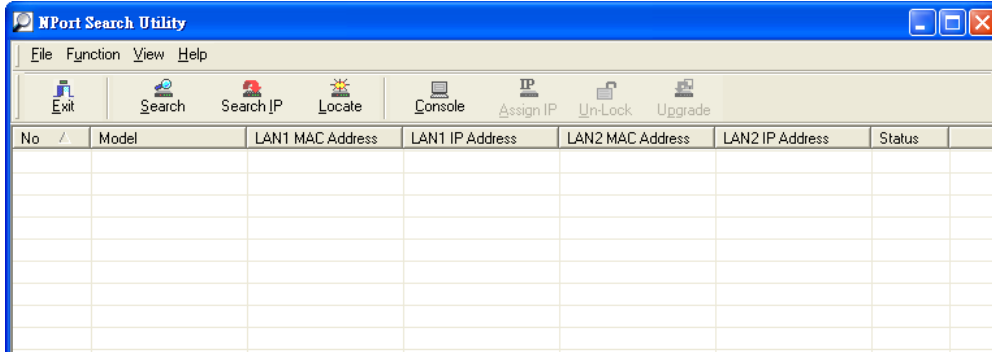 NPort Search Utility
File Function View Help
Exit Search Search IP Locate Console IP Assign IP Un-Lock Upgrade
No Model LAN1 MAC Address LAN1 IP Address LAN2 MAC Address LAN2 IP Address Status